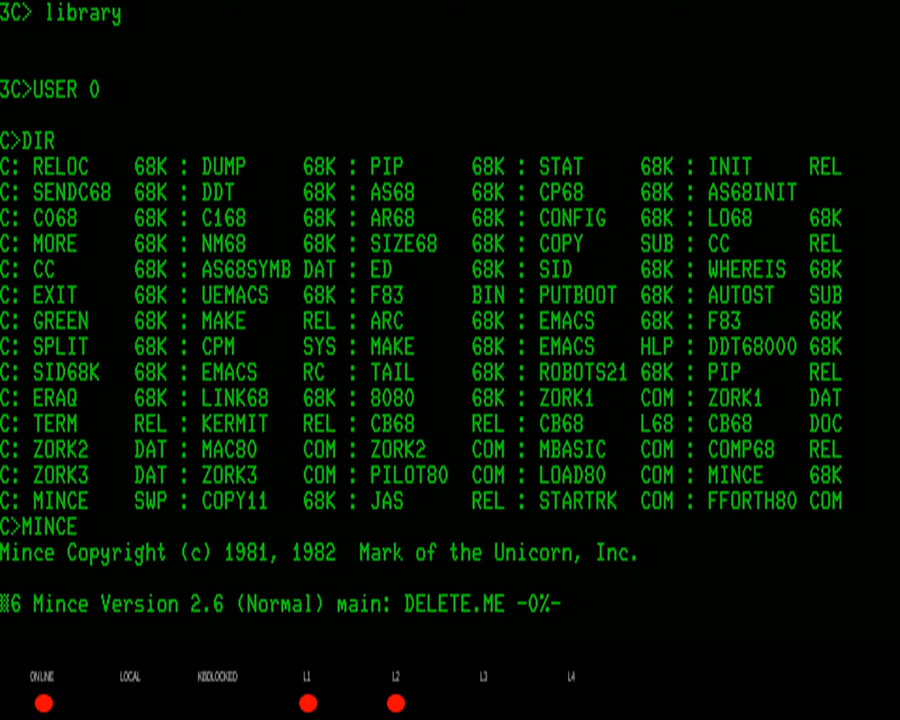 3C> library
3C>USER 0
C>DIR
C: RELOC 68K : DUMP 68K : PIP 68K : STAT 68K : INIT REL
C: SENDC68 68K : DDT 68K : AS68 68K : CP68 68K : AS68INIT
C: C068 68K : C168 68K : AR68 68K : CONFIG 68K : LO68 68K
C: MORE 68K : NM68 68K : SIZE68 68K : COPY SUB : CC REL
C: CC 68K : AS68SYMB DAT : ED 68K : SID 68K : WHEREIS 68K
C: EXIT 68K : UEMACS 68K : F83 BIN : PUTBOOT 68K : AUTOST SUB
C: GREEN 68K : MAKE REL : ARC 68K : EMACS 68K : F83 68K
C: SPLIT 68K : CPM SYS : MAKE 68K : EMACS HLP : DDT68000 68K
C: SID68K 68K : EMACS RC : TAIL 68K : ROBOTS21 68K : PIP REL
C: ERAQ 68K : LINK68 68K : 8080 68K : ZORK1 COM : ZORK1 DAT
C: TERM REL : KERMIT REL : CB68 REL : CB68 L68 : CB68 DOC
C: ZORK2 DAT : MAC80 COM : ZORK2 COM : MBASIC COM : COMP68 REL
C: ZORK3 DAT : ZORK3 COM : PILOT80 COM : LOAD80 COM : MINCE 68K
C: MINCE SWP : COPY11 68K : JAS REL : STARTRK COM : FFORTH80 COM
C>MINCE
Mince Copyright (c) 1981, 1982 Mark of the Unicorn, Inc.
6 Mince Version 2.6 (Normal) main: DELETE.ME -0%-
ONLINE LOCAL KBDLOCKED L1 L2 L3 L4